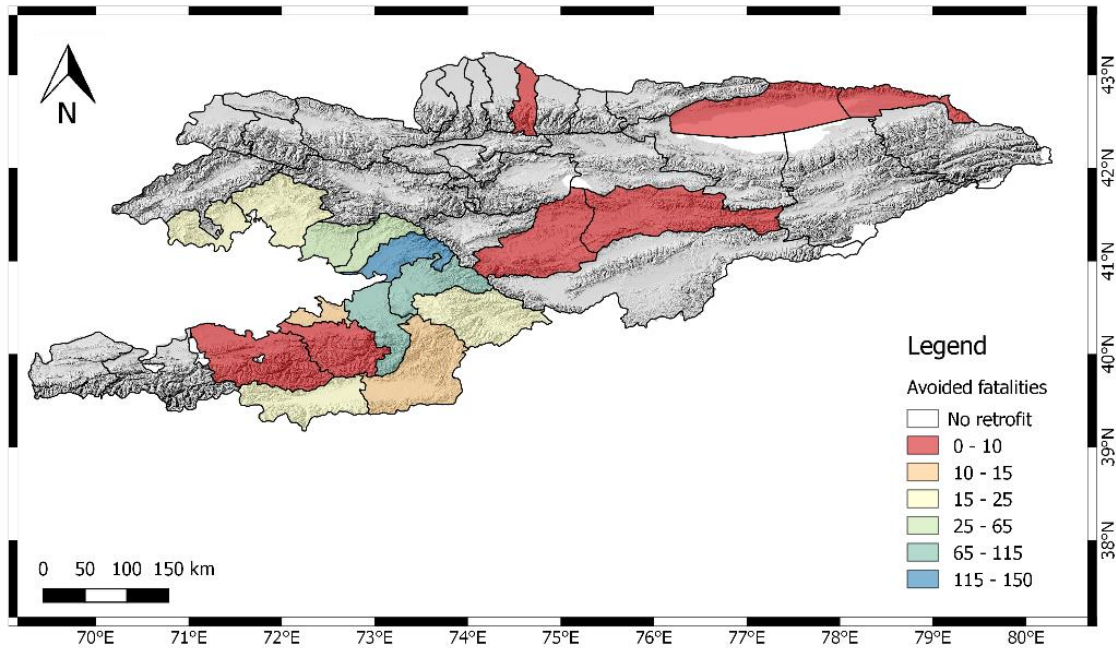 N
43°N
42°N
41°N
40°N
39°N
38°N
Legend
Avoided fatalities
No retrofit
0 - 10
10 - 15
15 - 25
25 - 65
65 - 115
115 - 150
0 50 100 150 km
70°E 71°E 72°E 73°E 74°E 75°E 76°E 77°E 78°E 79°E 80°E